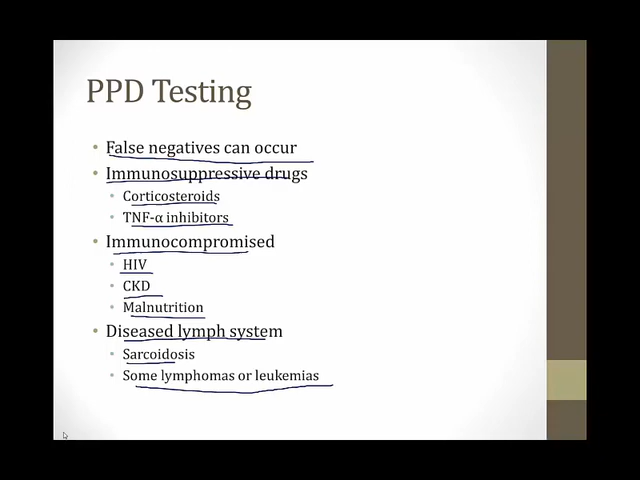 PPD Testing
• False negatives can occur
• Immunosuppressive drugs
• Corticosteroids
• TNF-α inhibitors
• Immunocompromised
• HIV
• CKD
• Malnutrition
• Diseased lymph system
• Sarcoidosis
• Some lymphomas or leukemias